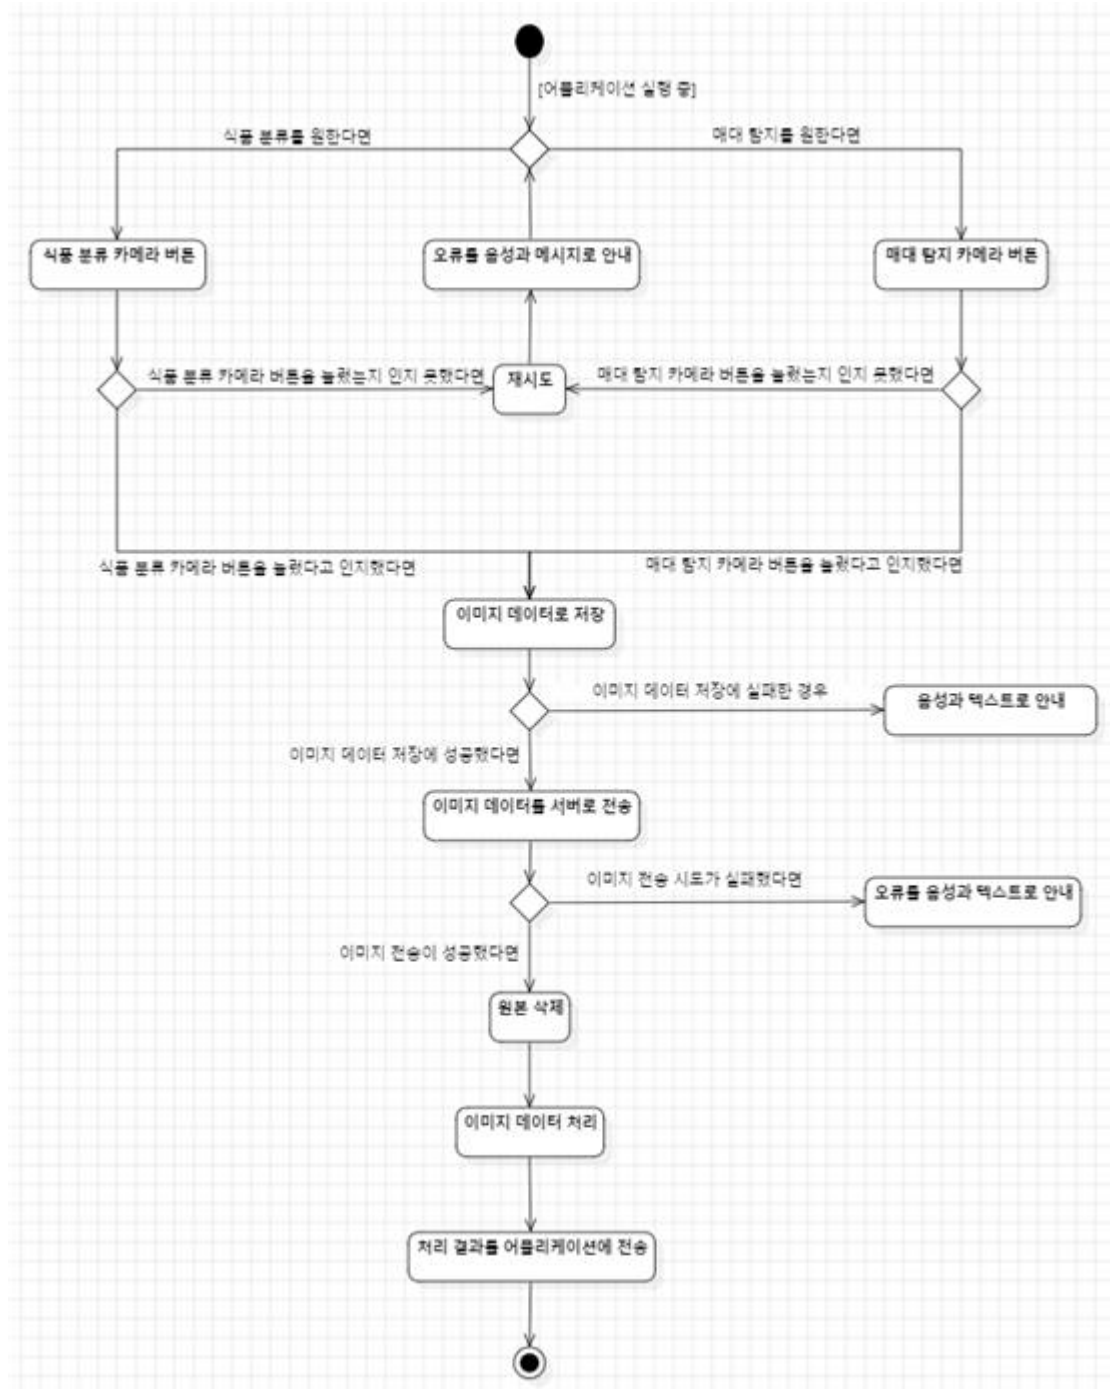 [어플리케이션 실행 중]
식품 분류를 원한다면
매대 탐지를 원한다면
식품 분류 카메라 버튼
오류를 음성과 메시지로 안내
매대 탐지 카메라 버튼
식품 분류 카메라 버튼을 눌렀는지 인지 못했다면
재시도
매대 탐지 카메라 버튼을 눌렀는지 인지 못했다면
식품 분류 카메라 버튼을 눌렀다고 인지했다면
매대 탐지 카메라 버튼을 눌렀다고 인지했다면
이미지 데이터로 저장
이미지 데이터 저장에 실패한 경우
음성과 텍스트로 안내
이미지 데이터 저장에 성공했다면
이미지 데이터를 서버로 전송
이미지 전송 시도가 실패했다면
오류를 음성과 텍스트로 안내
이미지 전송이 성공했다면
원본 삭제
이미지 데이터 처리
처리 결과를 어플리케이션에 전송